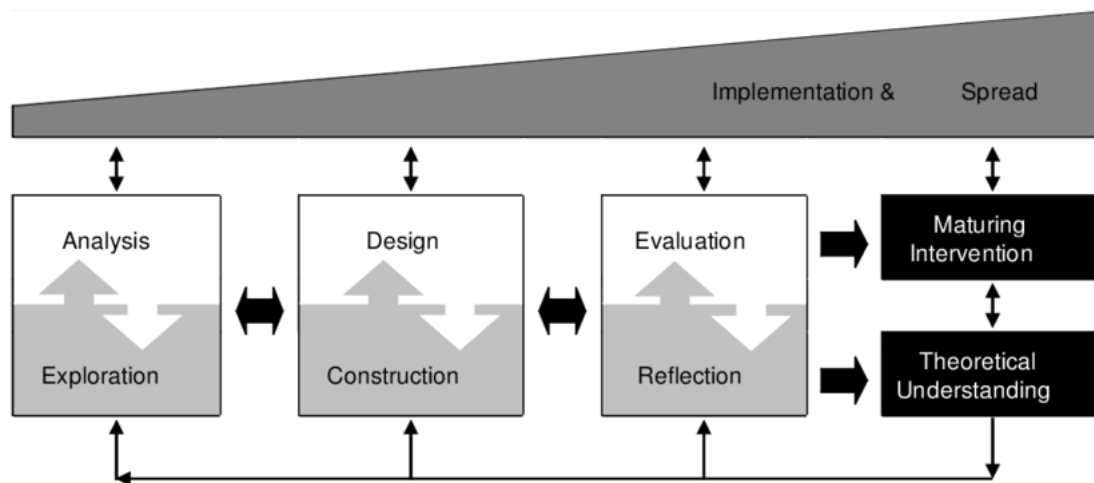 Implementation & Spread
Analysis
Design
Evaluation
Maturing
Intervention
Exploration
Construction
Reflection
Theoretical
Understanding